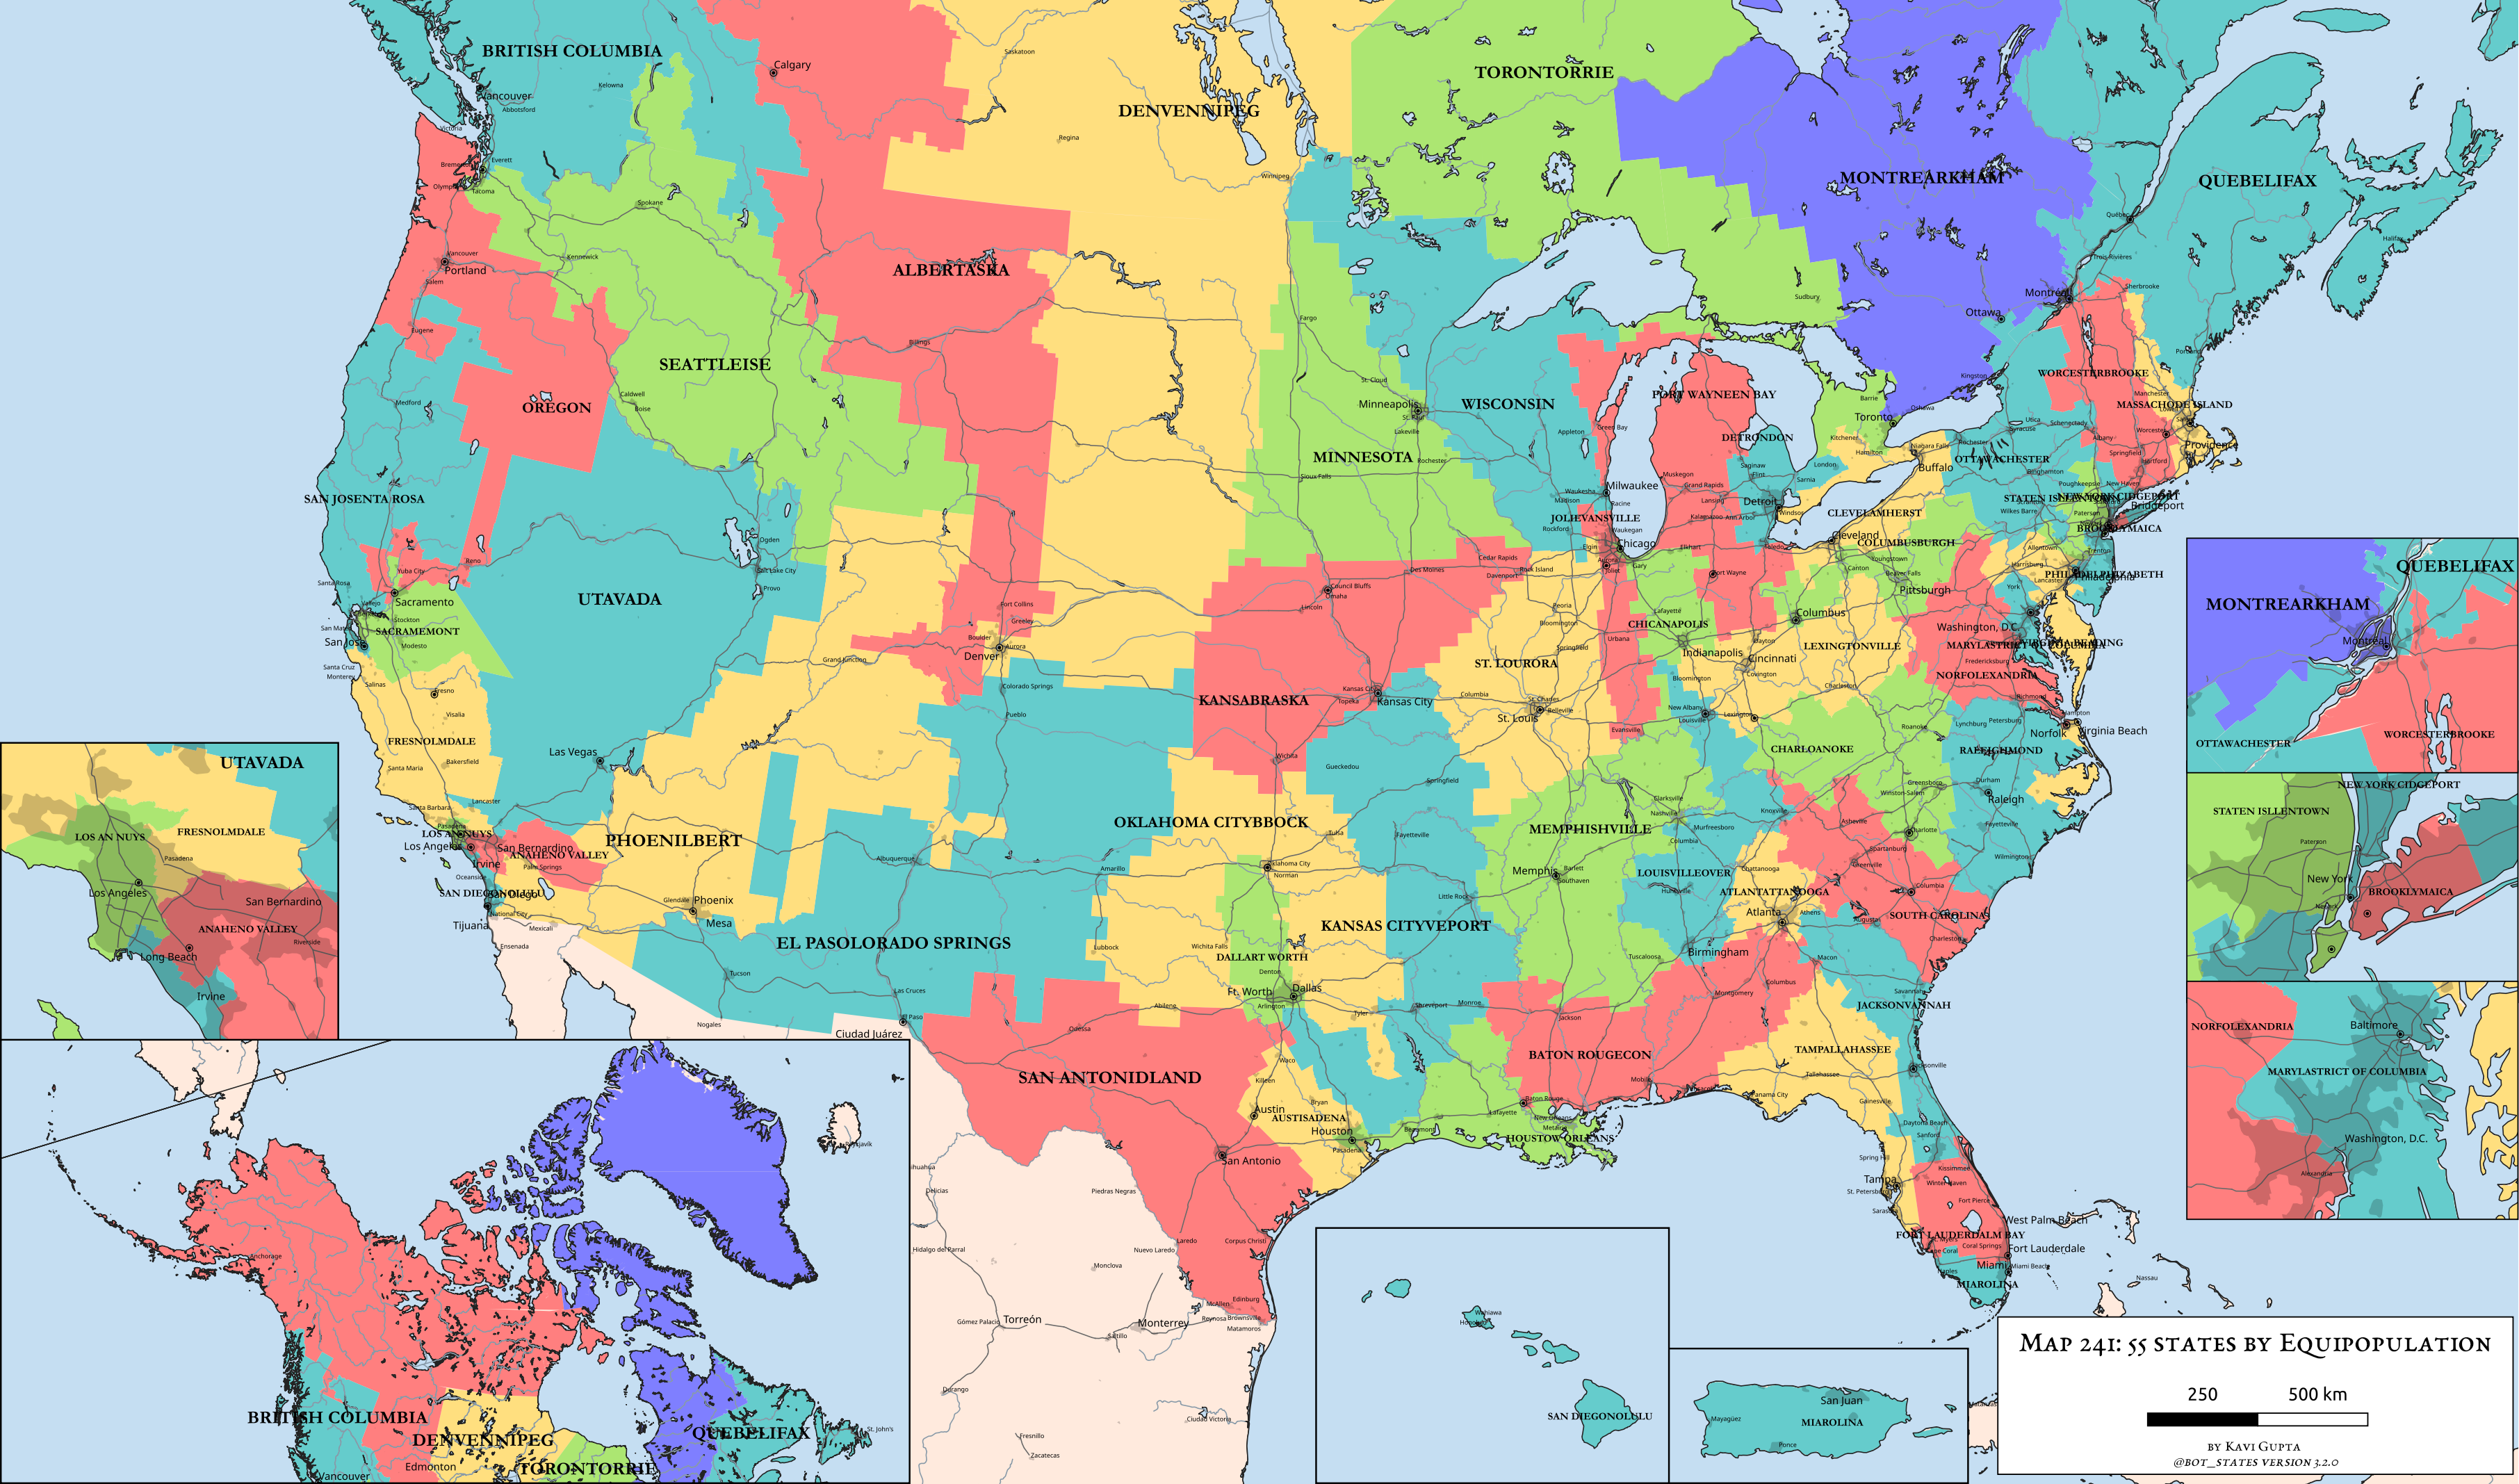 BRITISH COLUMBIA
Calgary
Saskatoon
Kelowna
Vancouver
Abbotsford
Victoria
Everett
Olympia
Tacoma
Spokane
DENVENNIPEG
Regina
Winnipeg
TORONTORRIE
MONTREARKHAM
QUEBELIFAX
Québec
Halifax
Trois-Rivières
Sherbrooke
Montréal
Ottawa
Sudbury
Kingston
Vancouver
Portland
Salem
Kennewick
ALBERTASKA
Billings
Fargo
Eugene
SEATTLEISE
OREGON
Caldwell
Boise
Medford
St. Cloud
Minneapolis
St. Paul
Lakeville
MINNESOTA
Rochester
Sioux Falls
WISCONSIN
Appleton
Green Bay
PORT WAYNEEN BAY
DETRONDON
Barrie
Toronto
Oshawa
Kitchener
Hamilton
London
Sarnia
Niagara Falls
Buffalo
Rochester
Syracuse
Utica
Schenectady
Albany
OTTAWACHESTER
Binghamton
WORCESTERBROOKE
Portland
Manchester
Lowell
MASSACHODE ISLAND
Worcester
Providence
Springfield
Hartford
New Haven
Poughkeepsie
Bridgeport
NEW YORK CIDGEPORT
STATEN ISLLENTOWN
Wilkes Barre
Paterson
BROOKLYMAICA
Trenton
Allentown
Harrisburg
Lancaster
York
PHILADELPHIZABETH
Philadelphia
Milwaukee
Waukesha
Madison
Racine
JOLIEVANSVILLE
Rockford
Waukegan
Elgin
Chicago
Aurora
Joliet
Gary
Muskegon
Grand Rapids
Lansing
Kalamazoo
Ann Arbor
Saginaw
Flint
Detroit
Windsor
Toledo
Elkhart
Fort Wayne
CLEVELAMHERST
Cleveland
COLUMBUSBURGH
Youngstown
Canton
Beaver Falls
Pittsburgh
Columbus
Dayton
Lafayette
CHICANAPOLIS
Indianapolis
Cincinnati
Covington
Bloomington
LEXINGTONVILLE
Charleston
Washington, D.C.
Fredericksburg
NORFOLEXANDRIA
Richmond
Hampton
Norfolk
Virginia Beach
Lynchburg
Petersburg
Roanoke
RALEIGHMOND
Durham
Raleigh
Fayetteville
Wilmington
CHARLOANOKE
Greensboro
Winston-Salem
Charlotte
Asheville
Spartanburg
Greenville
Columbia
SOUTH CAROLINAS
Augusta
Charleston
SAN JOSENTA ROSA
Santa Rosa
Yuba City
Reno
Vallejo
Sacramento
Stockton
SACRAMEMONT
San Mateo
San Jose
Modesto
Santa Cruz
Monterey
Salinas
Fresno
Visalia
FRESNOLMDALE
Bakersfield
Santa Maria
Santa Barbara
Lancaster
Pasadena
LOS AN NUYS
Los Angeles
Irvine
San Bernardino
ANAHENO VALLEY
Palm Springs
Oceanside
SAN DIEGONOLULU
San Diego
National City
Tijuana
Mexicali
Ensenada
UTAVADA
Ogden
Salt Lake City
Provo
Las Vegas
PHOENILBERT
Glendale
Phoenix
Mesa
Tucson
Nogales
Grand Junction
Fort Collins
Greeley
Boulder
Denver
Aurora
Colorado Springs
Pueblo
Albuquerque
EL PASOLORADO SPRINGS
Las Cruces
El Paso
Ciudad Juárez
Council Bluffs
Omaha
Lincoln
Des Moines
Cedar Rapids
Davenport
Rock Island
Peoria
Bloomington
Springfield
Urbana
ST. LOURORA
Columbia
St. Charles
St. Louis
Belleville
Evansville
KANSABRASKA
Kansas City
Kansas City
Topeka
Wichita
Gueckedou
Springfield
OKLAHOMA CITYBBOCK
Tulsa
Fayetteville
Amarillo
Oklahoma City
Norman
Lubbock
Wichita Falls
KANSAS CITYVEPORT
Little Rock
DALLART WORTH
Denton
Ft. Worth
Dallas
Arlington
Abilene
Odessa
Tyler
Shreveport
Monroe
Waco
Killeen
Bryan
Austin
AUSTISADENA
Houston
Pasadena
Beaumont
SAN ANTONIDLAND
San Antonio
Laredo
Nuevo Laredo
Corpus Christi
Edinburg
McAllen
Reynosa
Brownsville
Matamoros
Piedras Negras
Chihuahua
Delicias
Hidalgo del Parral
Monclova
Gómez Palacio
Torreón
Saltillo
Monterrey
Durango
Ciudad Victoria
Fresnillo
Zacatecas
New Albany
Louisville
Lexington
Clarksville
Nashville
Murfreesboro
Columbia
MEMPHISHVILLE
Memphis
Bartlett
Southaven
Knoxville
LOUISVILLEOVER
Huntsville
Chattanooga
ATLANTATTANOOGA
Atlanta
Athens
Birmingham
Tuscaloosa
Macon
Columbus
Montgomery
Jackson
BATON ROUGECON
Mobile
Baton Rouge
Lafayette
New Orleans
HOUSTOW ORLEANS
JACKSONVANNAH
Savannah
TAMPALLAHASSEE
Tallahassee
Panama City
Jacksonville
Gainesville
Daytona Beach
Sanford
Spring Hill
Kissimmee
Tampa
Winter Haven
St. Petersburg
Fort Pierce
Sarasota
West Palm Beach
FORT LAUDERDALM BAY
Cape Coral
Coral Springs
Fort Lauderdale
Naples
Miami
Miami Beach
MIAROLINA
Nassau
UTAVADA
LOS AN NUYS
FRESNOLMDALE
Pasadena
Los Angeles
San Bernardino
ANAHENO VALLEY
Riverside
Long Beach
Irvine
Anchorage
Reykjavík
BRITISH COLUMBIA
DENVENNIPEG
Edmonton
Vancouver
TORONTORRIE
QUEBELIFAX
St. John's
Wahiawa
Honolulu
SAN DIEGONOLULU
San Juan
Mayagüez
MIAROLINA
Ponce
QUEBELIFAX
MONTREARKHAM
Montréal
OTTAWACHESTER
WORCESTERBROOKE
NEW YORK CIDGEPORT
STATEN ISLLENTOWN
Paterson
New York
Newark
BROOKLYMAICA
NORFOLEXANDRIA
Baltimore
MARYLASTRICT OF COLUMBIA
Washington, D.C.
Alexandria
Map 241: 55 states by Equipopulation
250 500 km
by Kavi Gupta
@bot_states version 3.2.0